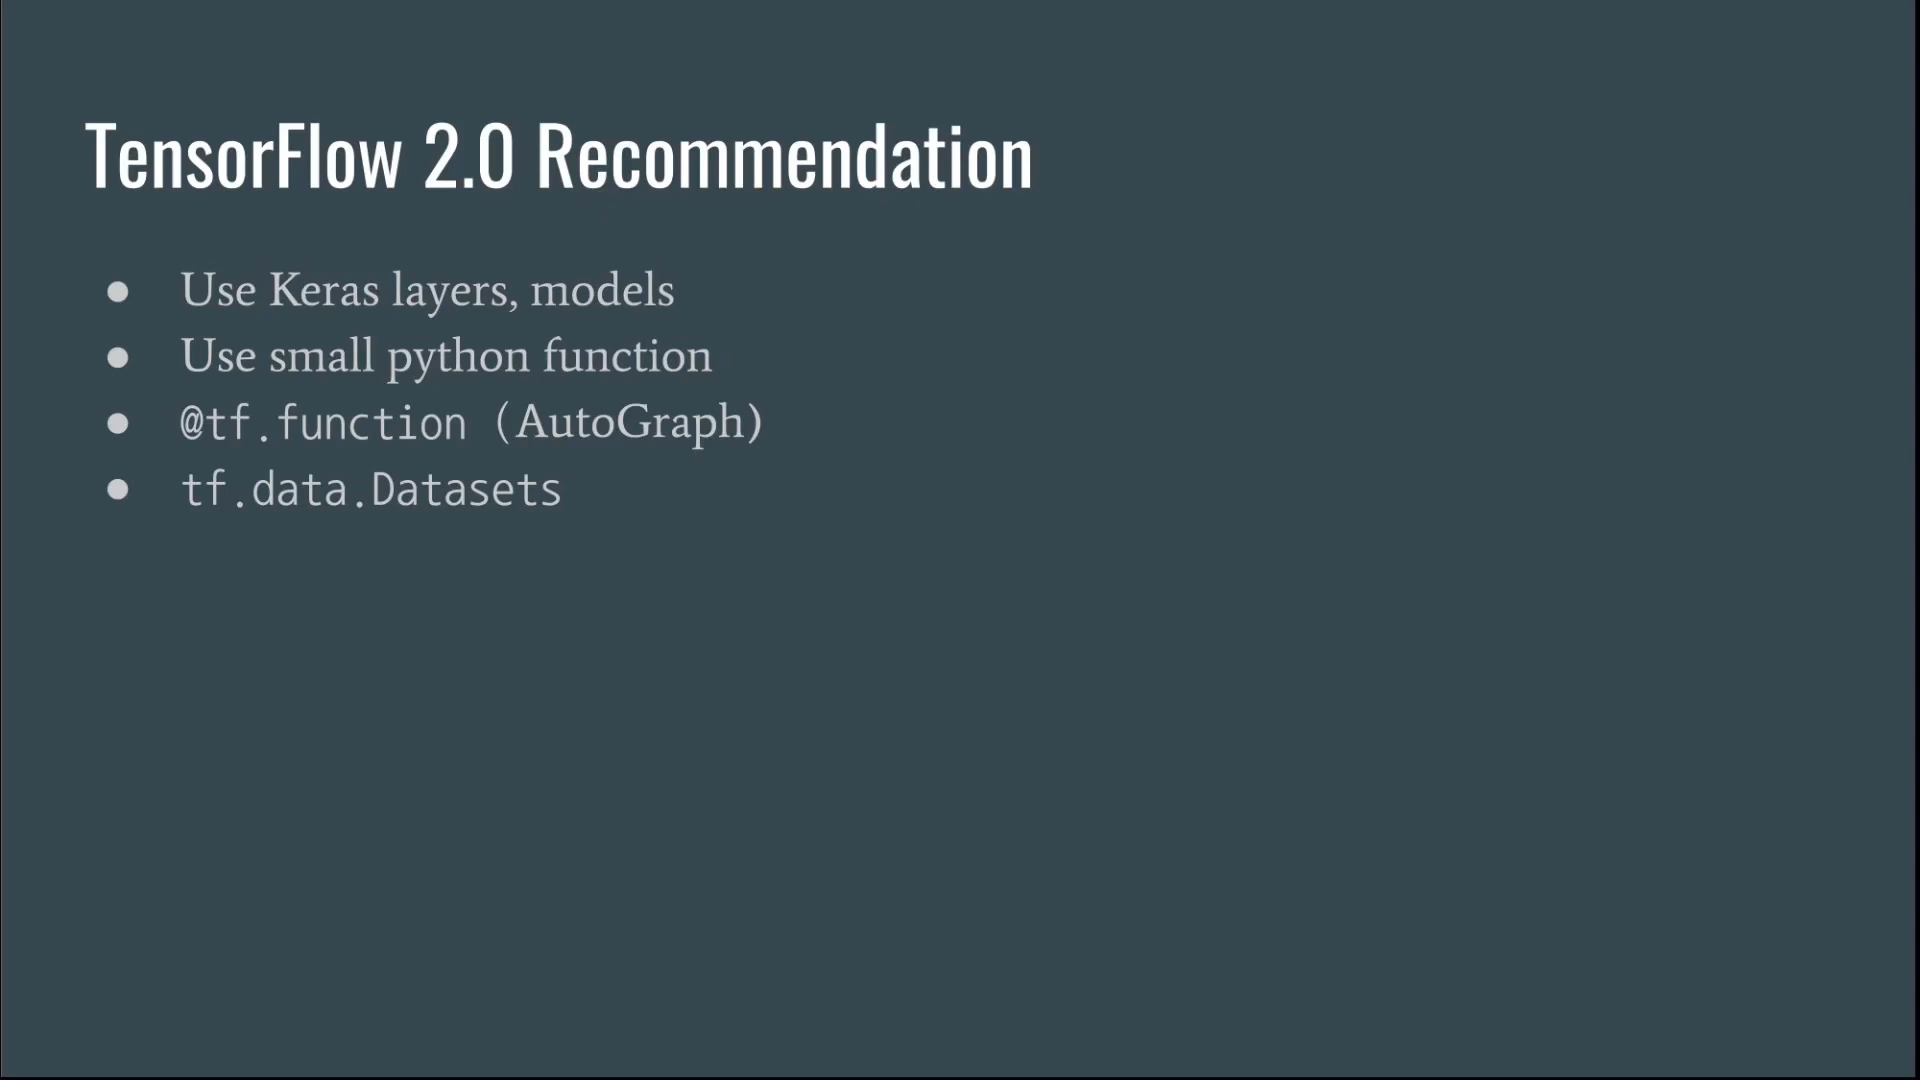 TensorFlow 2.0 Recommendation
● Use Keras layers, models
● Use small python function
● @tf.function (AutoGraph)
● tf.data.Datasets